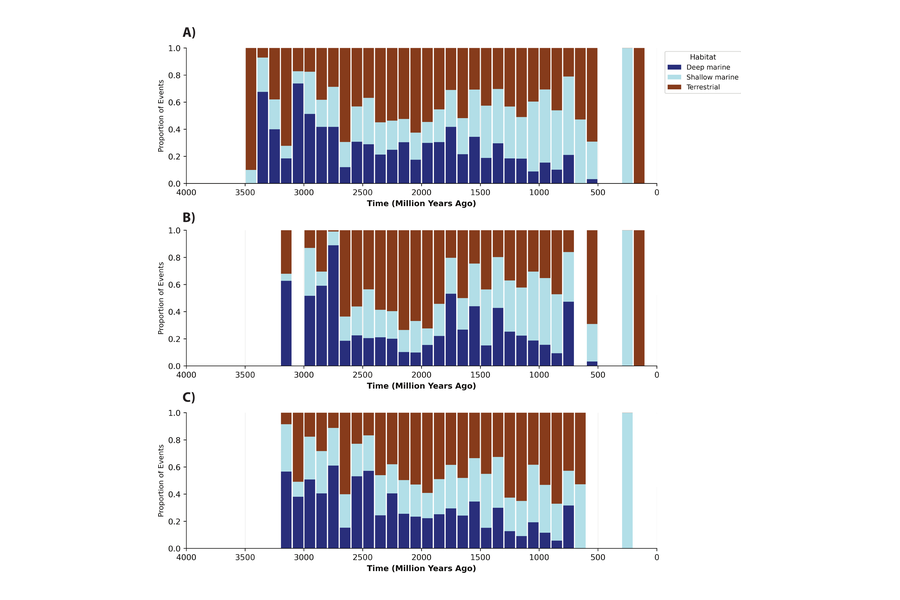 A)
1.0
0.8
0.6
0.4
0.2
0.0
Proportion of Events
4000 3500 3000 2500 2000 1500 1000 500 0
Time (Million Years Ago)
Habitat
Deep marine
Shallow marine
Terrestrial
B)
1.0
0.8
0.6
0.4
0.2
0.0
Proportion of Events
4000 3500 3000 2500 2000 1500 1000 500 0
Time (Million Years Ago)
C)
1.0
0.8
0.6
0.4
0.2
0.0
Proportion of Events
4000 3500 3000 2500 2000 1500 1000 500 0
Time (Million Years Ago)